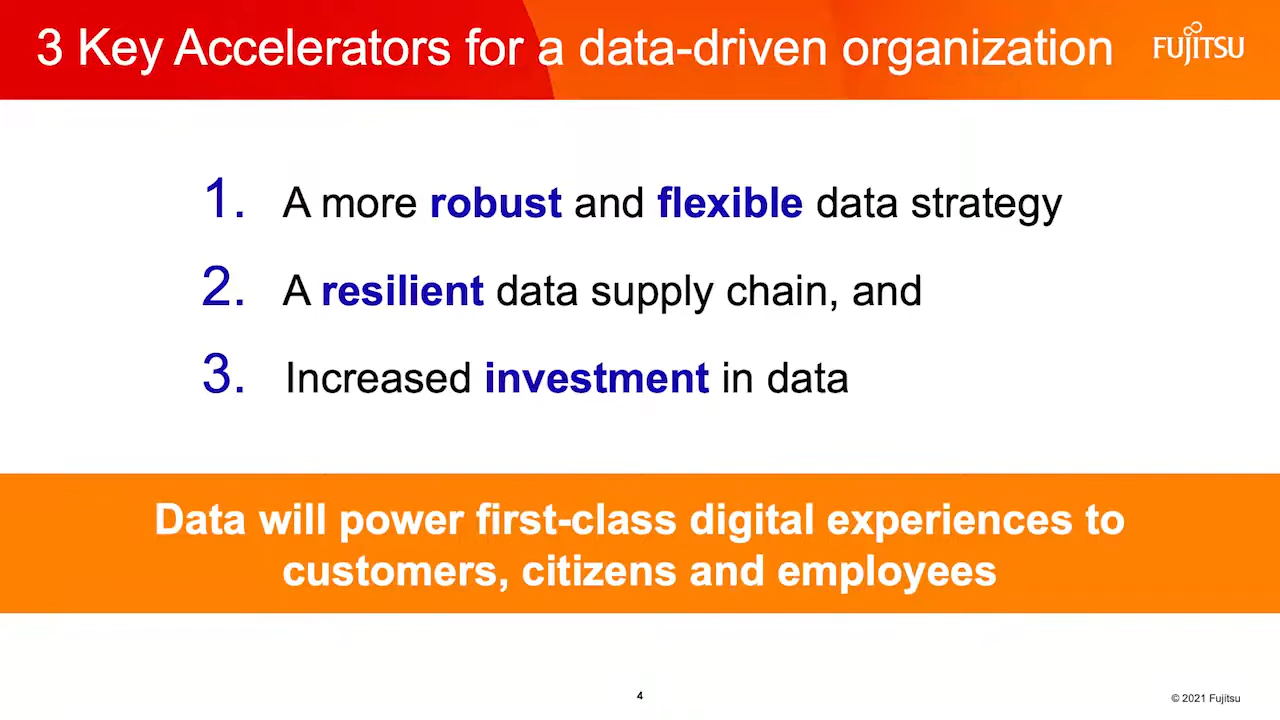 3 Key Accelerators for a data-driven organization
FUJITSU
1. A more robust and flexible data strategy
2. A resilient data supply chain, and
3. Increased investment in data
Data will power first-class digital experiences to
customers, citizens and employees
4
© 2021 Fujitsu